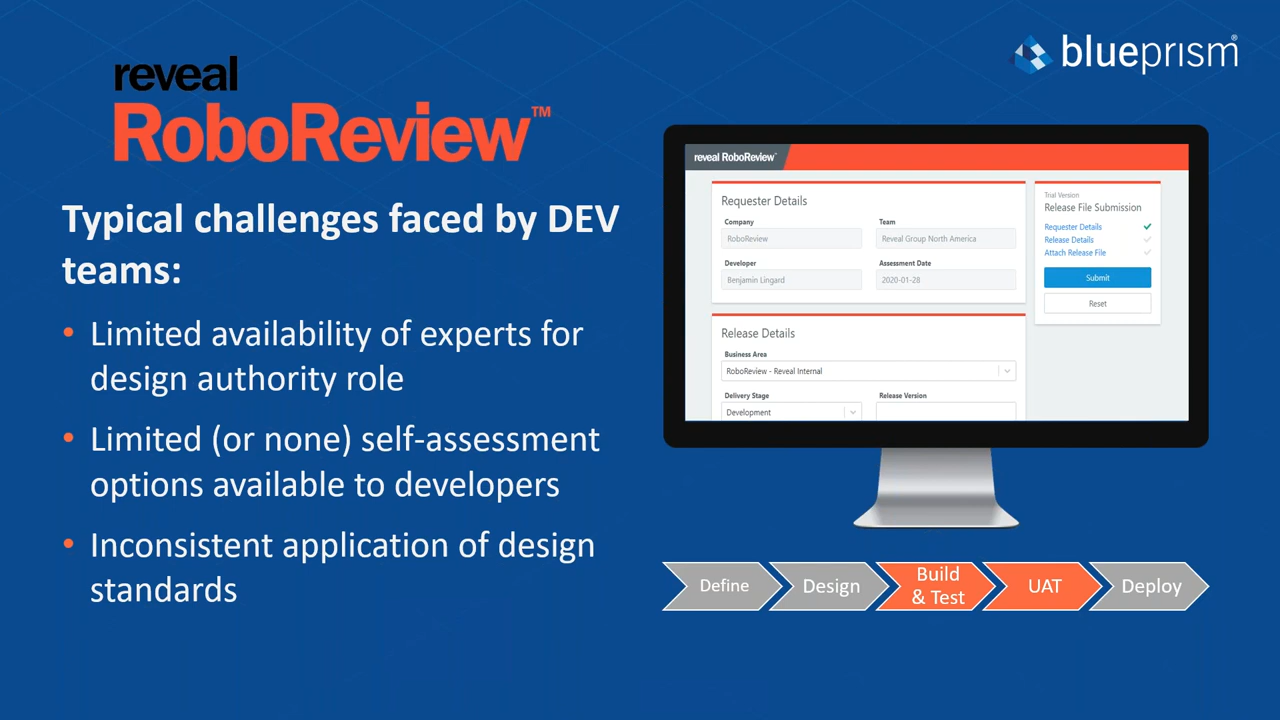 blueprism®
reveal
RoboReview™
Typical challenges faced by DEV
teams:
• Limited availability of experts for
design authority role
• Limited (or none) self-assessment
options available to developers
• Inconsistent application of design
standards
reveal RoboReview™
Requester Details
Company
Team
RoboReview
Reveal Group North America
Developer
Assessment Date
Benjamin Lingard
2020-01-28
Release Details
Business Area
RoboReview - Reveal Internal
Delivery Stage
Release Version
Development
Trial Version
Release File Submission
Requester Details
Release Details
Attach Release File
Submit
Reset
Define
Design
Build
& Test
UAT
Deploy